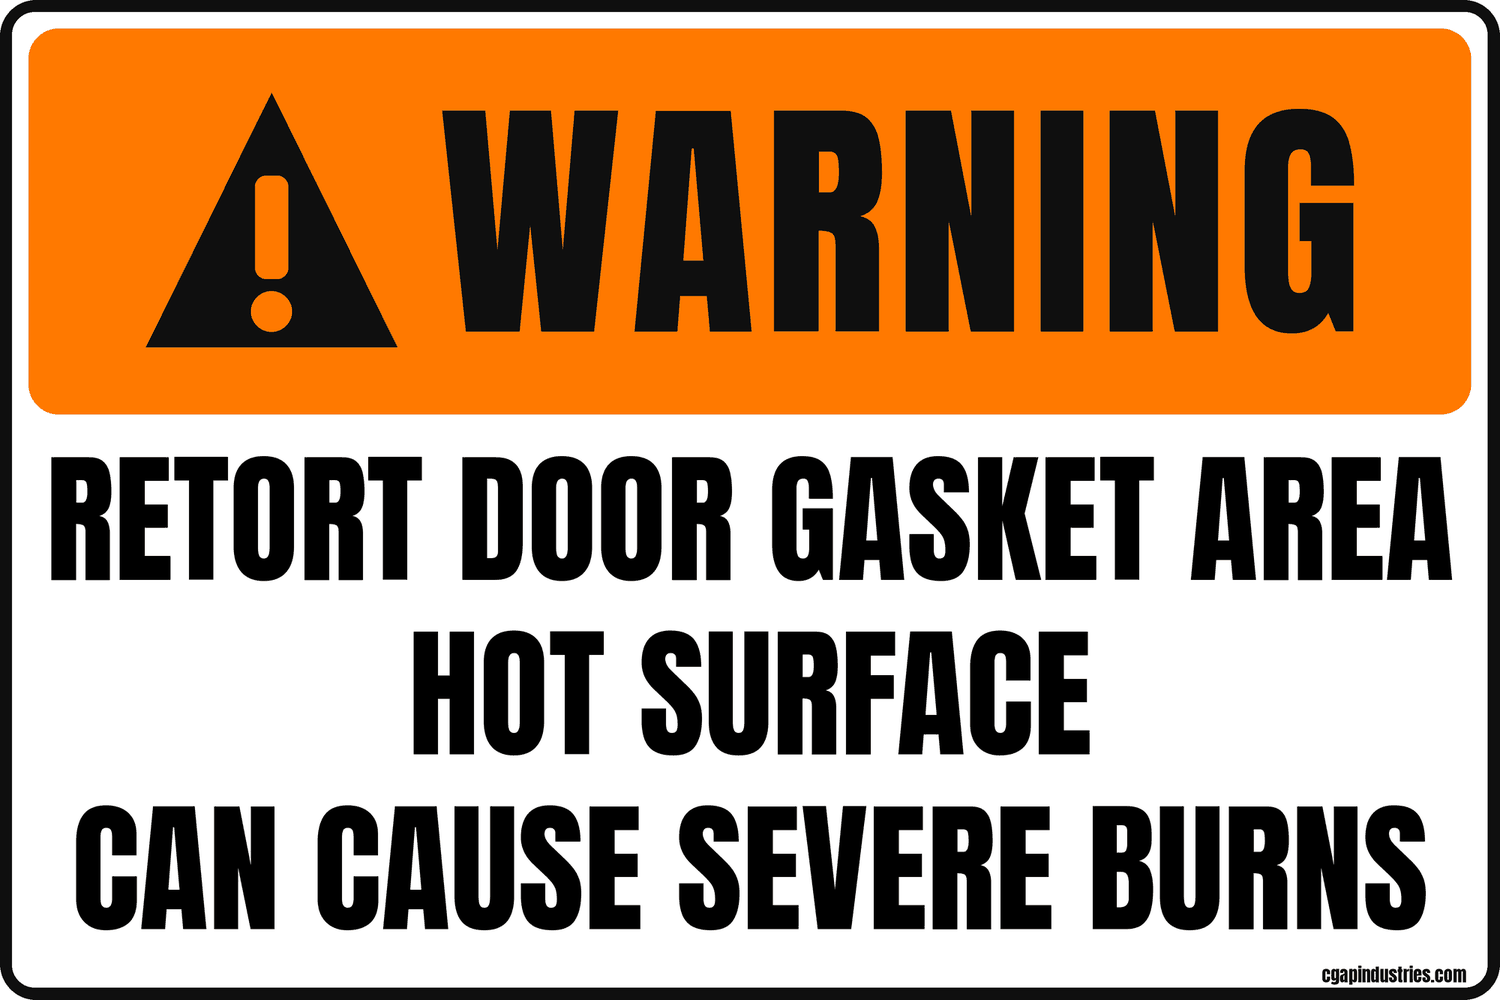 WARNING
RETORT DOOR GASKET AREA
HOT SURFACE
CAN CAUSE SEVERE BURNS
cgapindustries.com